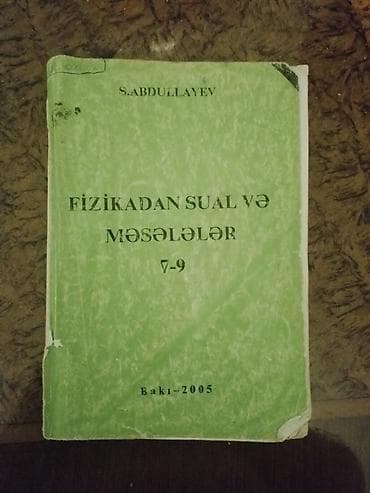 S.ABDULLAYEV
FİZİKADAN SUAL VƏ
MƏSƏLƏLƏR
7-9
Bakı-2005